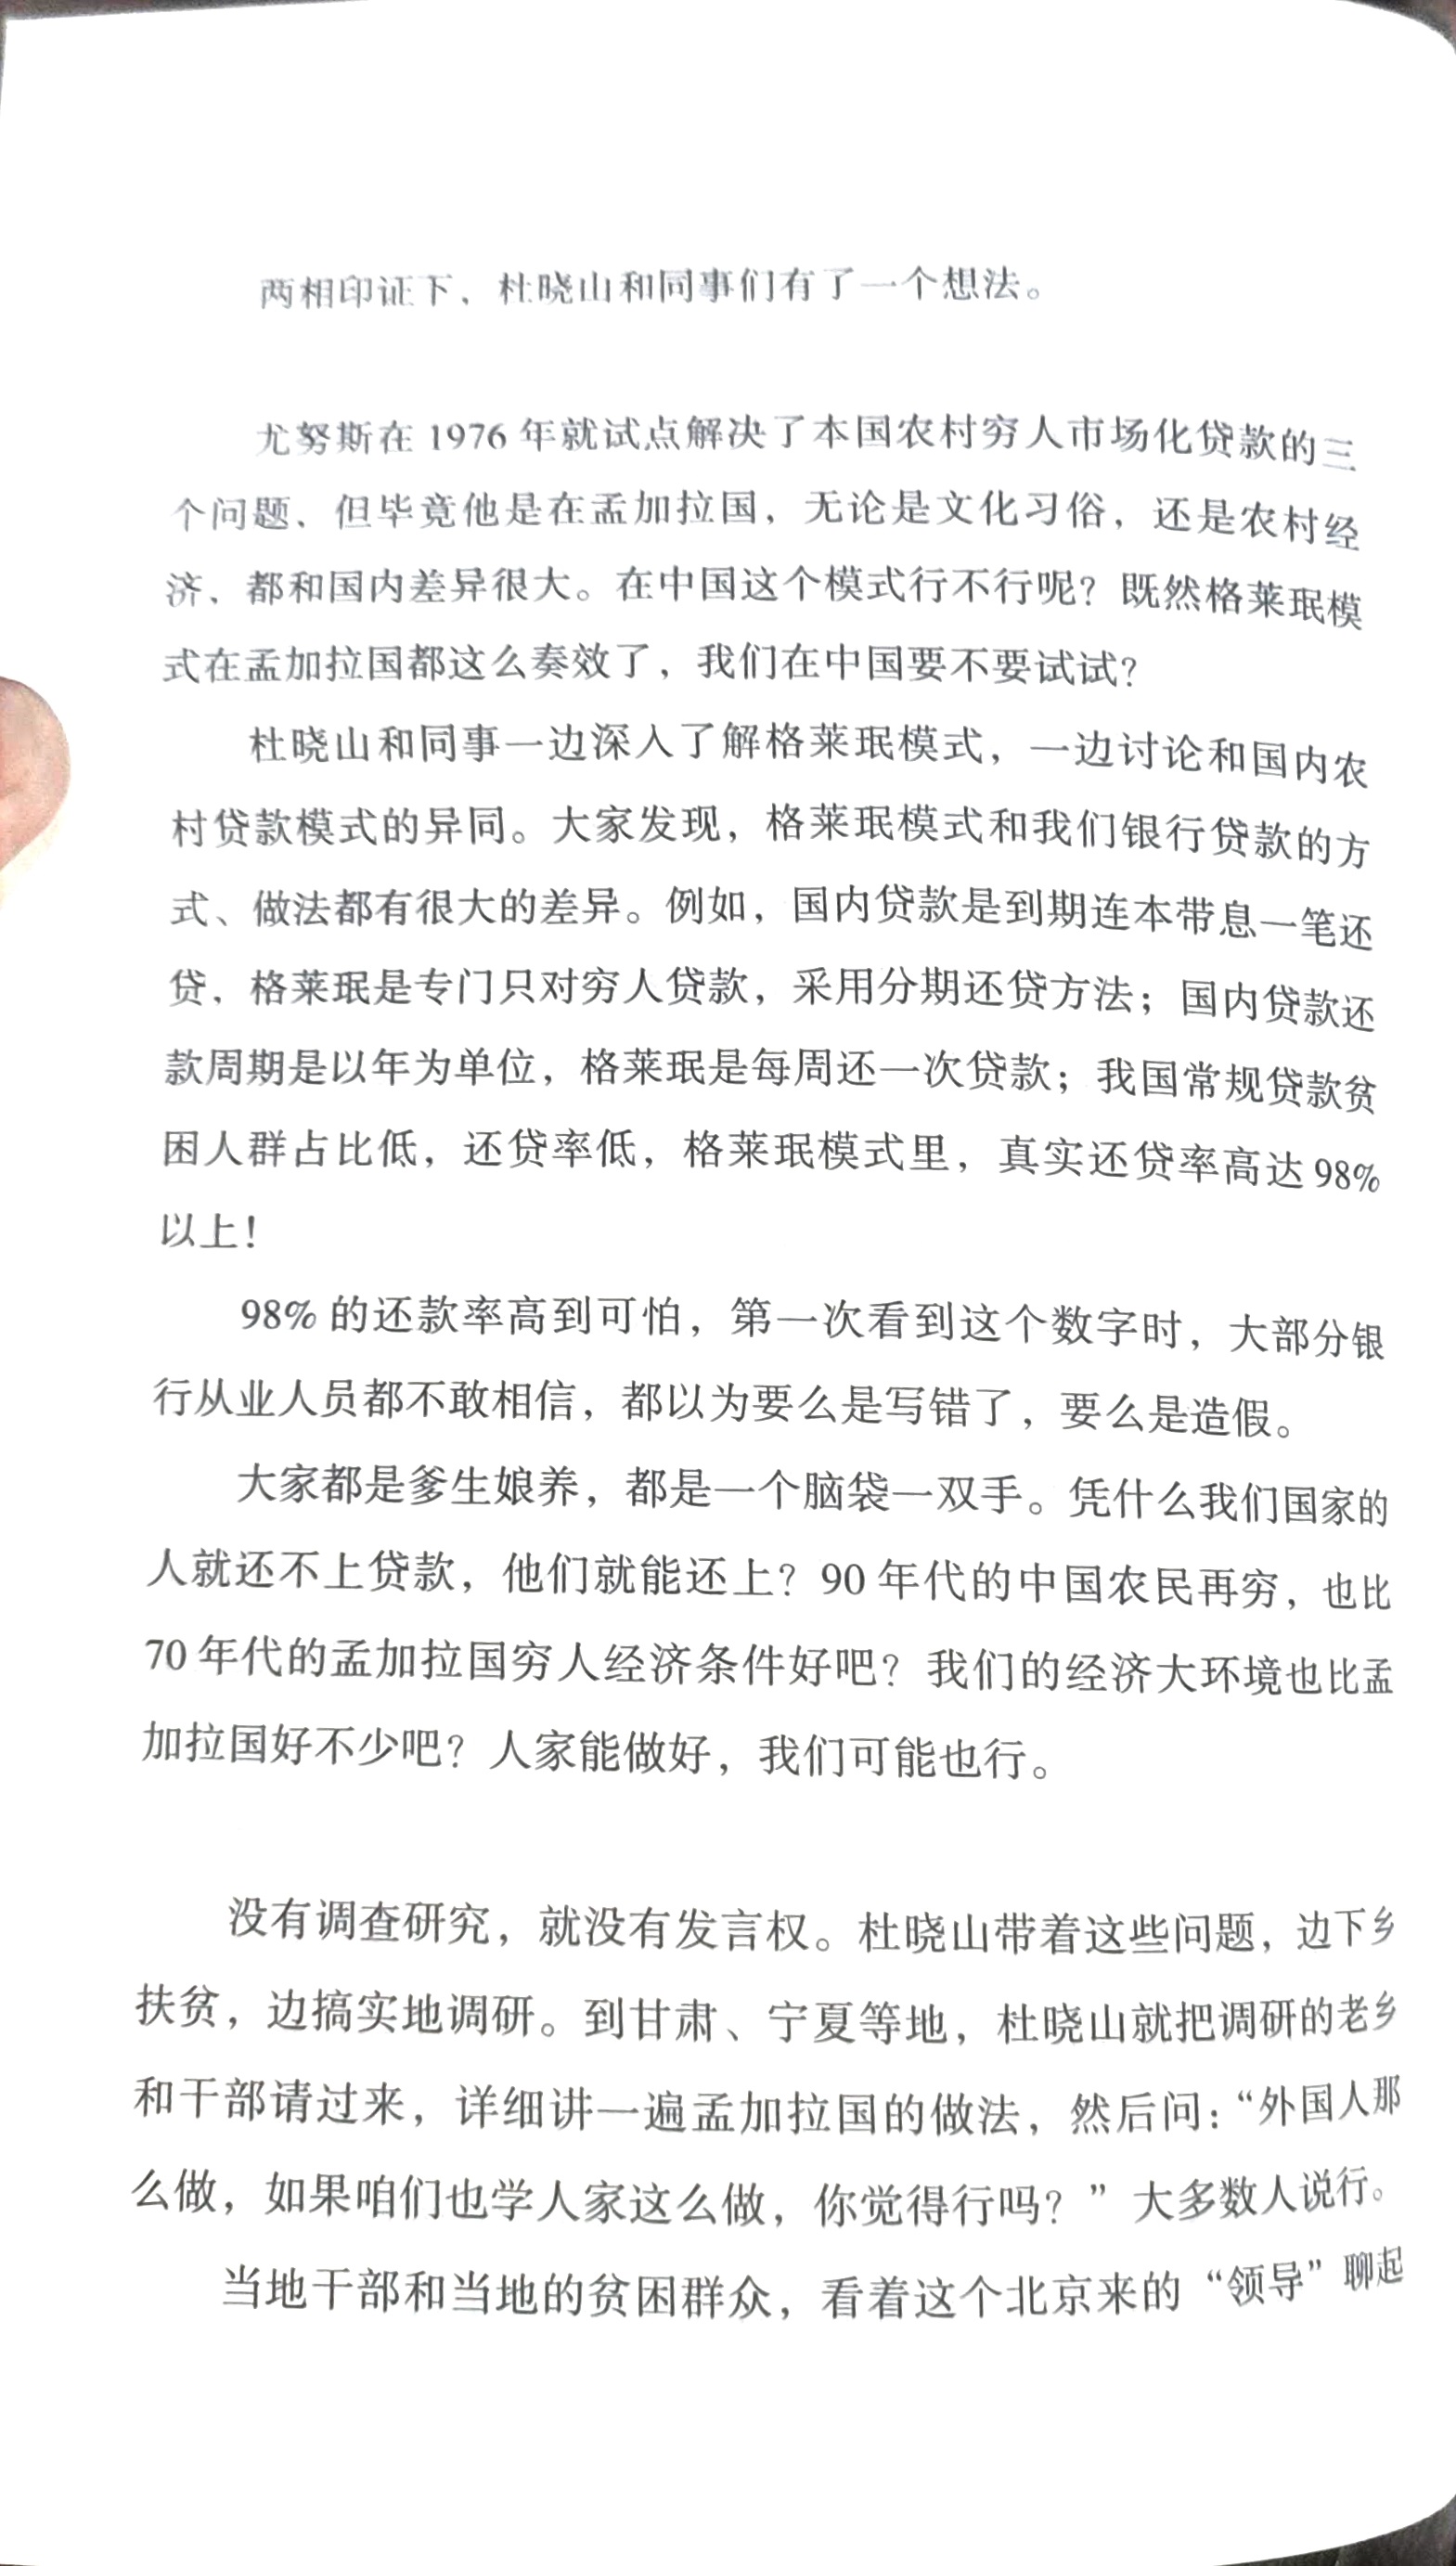 两相印证下，杜晓山和同事们有了一个想法。
尤努斯在 1976 年就试点解决了本国农村穷人市场化贷款的三
个问题，但毕竟他是在孟加拉国，无论是文化习俗，还是农村经
济，都和国内差异很大。在中国这个模式行不行呢？既然格莱珉模
式在孟加拉国都这么奏效了，我们在中国要不要试试？
杜晓山和同事一边深入了解格莱珉模式，一边讨论和国内农
村贷款模式的异同。大家发现，格莱珉模式和我们银行贷款的方
式、做法都有很大的差异。例如，国内贷款是到期连本带息一笔还
贷，格莱珉是专门只对穷人贷款，采用分期还贷方法；国内贷款还
款周期是以年为单位，格莱珉是每周还一次贷款；我国常规贷款贫
困人群占比低，还贷率低，格莱珉模式里，真实还贷率高达 98%
以上！
98% 的还款率高到可怕，第一次看到这个数字时，大部分银
行从业人员都不敢相信，都以为要么是写错了，要么是造假。
大家都是爹生娘养，都是一个脑袋一双手。凭什么我们国家的
人就还不上贷款，他们就能还上？90 年代的中国农民再穷，也比
70 年代的孟加拉国穷人经济条件好吧？我们的经济大环境也比孟
加拉国好不少吧？人家能做好，我们可能也行。
没有调查研究，就没有发言权。杜晓山带着这些问题，边下乡
扶贫，边搞实地调研。到甘肃、宁夏等地，杜晓山就把调研的老乡
和干部请过来，详细讲一遍孟加拉国的做法，然后问：“外国人那
么做，如果咱们也学人家这么做，你觉得行吗？”大多数人说行。
当地干部和当地的贫困群众，看着这个北京来的“领导”聊起